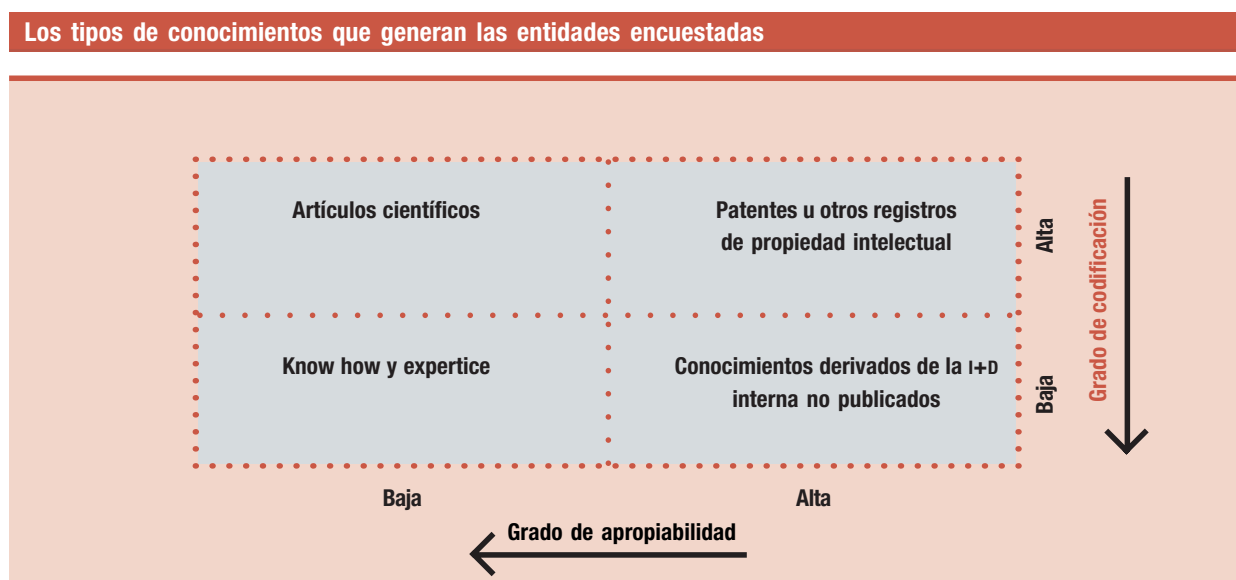 Los tipos de conocimientos que generan las entidades encuestadas
Artículos científicos
Patentes u otros registros
de propiedad intelectual
Alta
Grado de codificación
Know how y expertice
Conocimientos derivados de la I+D
interna no publicados
Baja
Baja
Alta
Grado de apropiabilidad